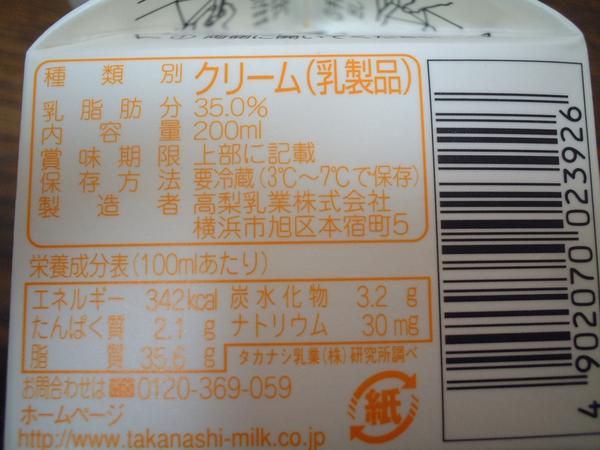 種類別 クリーム(乳製品)
乳脂肪分 35.0%
内容量 200ml
賞味期限 上部に記載
保存方法 要冷蔵(3℃~7℃で保存)
製造者 高梨乳業株式会社
横浜市旭区本宿町5
栄養成分表(100mlあたり)
エネルギー 342kcal 炭水化物 3.2 g
たんぱく質 2.1 g ナトリウム 30mg
脂質 35.6 g タカナシ乳業(株)研究所調べ
お問合わせは 0120-369-059
ホームページ
http://www.takanashi-milk.co.jp
紙
4 902070 023926